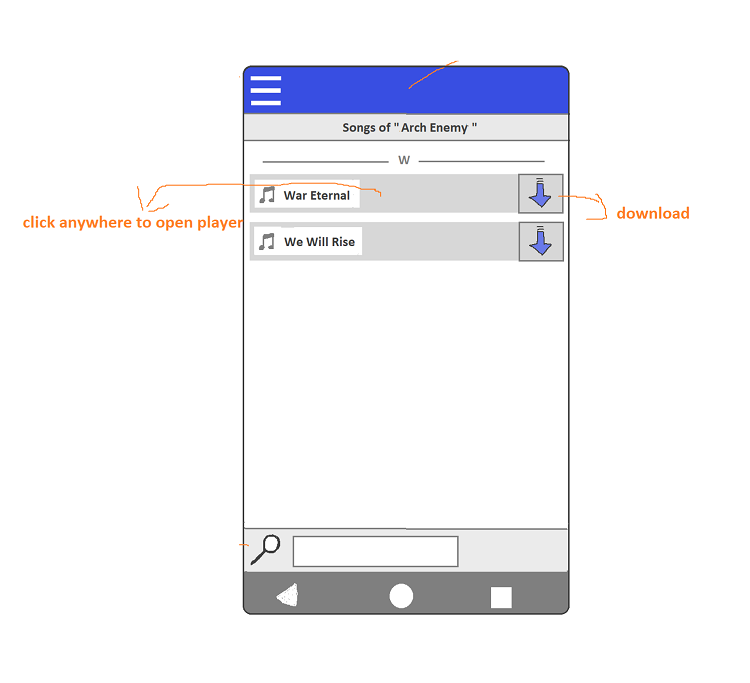 Songs of " Arch Enemy "
W
War Eternal
click anywhere to open player
download
We Will Rise